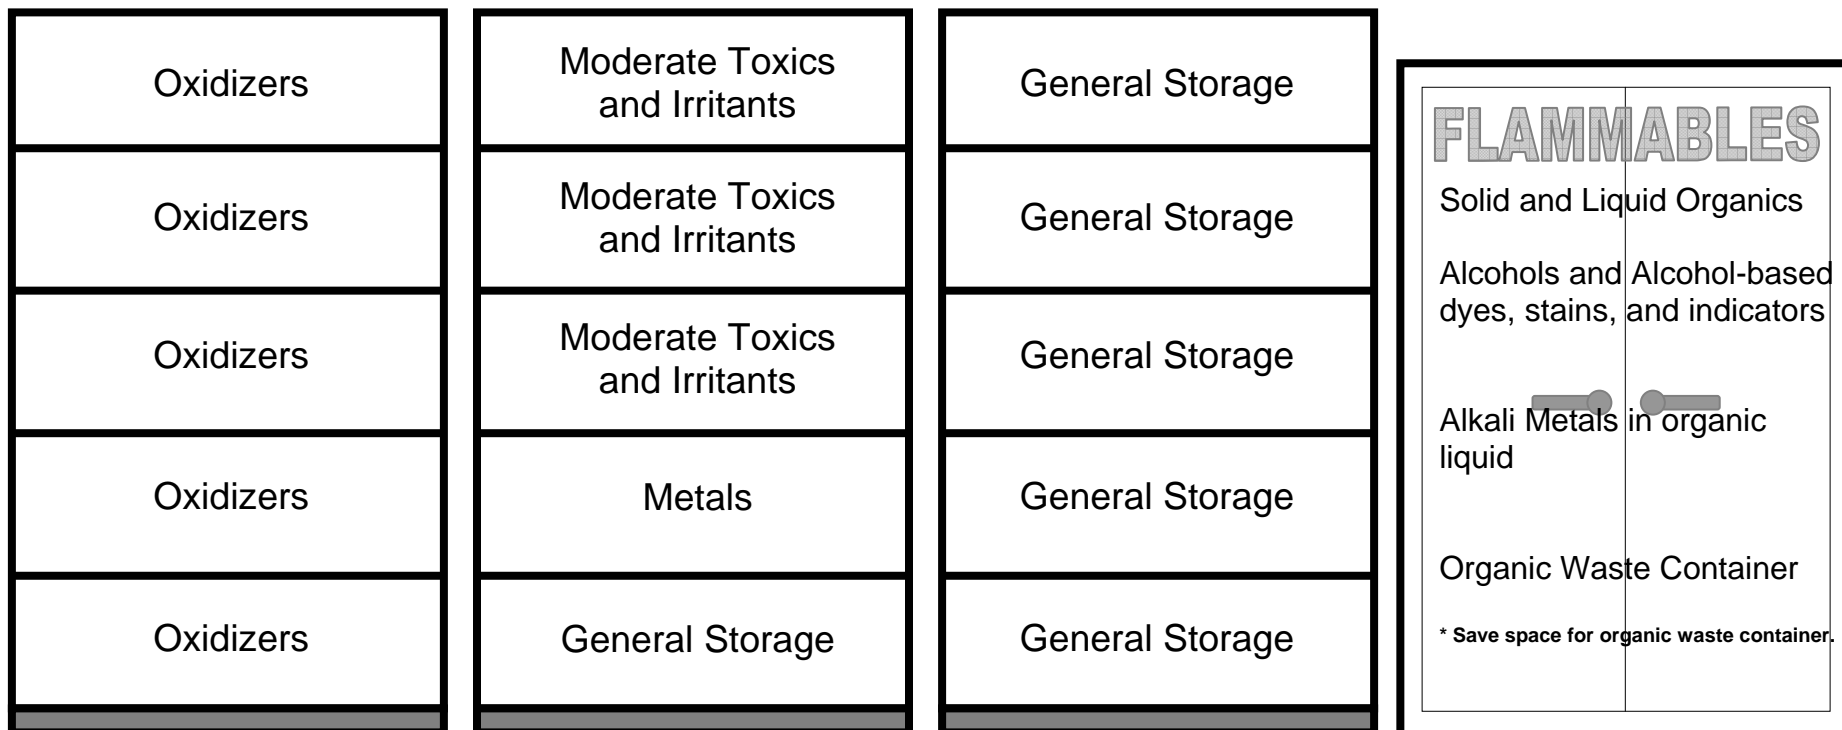 Oxidizers
Oxidizers
Oxidizers
Oxidizers
Oxidizers
Moderate Toxics
and Irritants
Moderate Toxics
and Irritants
Moderate Toxics
and Irritants
Metals
General Storage
General Storage
General Storage
General Storage
General Storage
General Storage
FLAMMABLES
Solid and Liquid Organics
Alcohols and Alcohol-based
dyes, stains, and indicators
Alkali Metals in organic
liquid
Organic Waste Container
* Save space for organic waste container.